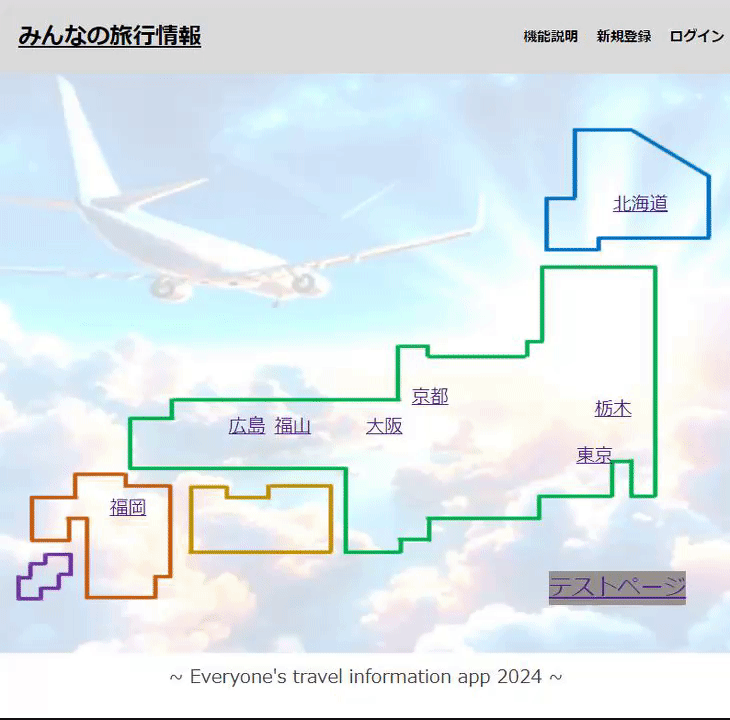 みんなの旅行情報
機能説明 新規登録 ログイン
北海道
京都
栃木
広島 福山 大阪
東京
福岡
テストページ
~ Everyone's travel information app 2024 ~